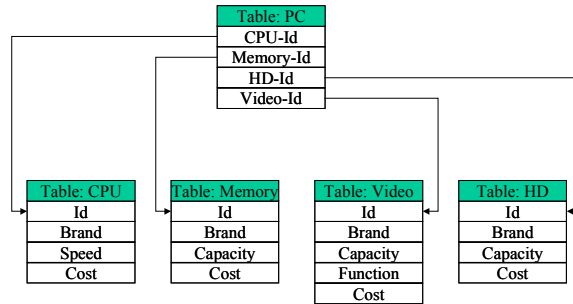 Table: PC
CPU-Id
Memory-Id
HD-Id
Video-Id
Table: CPU
Id
Brand
Speed
Cost
Table: Memory
Id
Brand
Capacity
Cost
Table: Video
Id
Brand
Capacity
Function
Cost
Table: HD
Id
Brand
Capacity
Cost